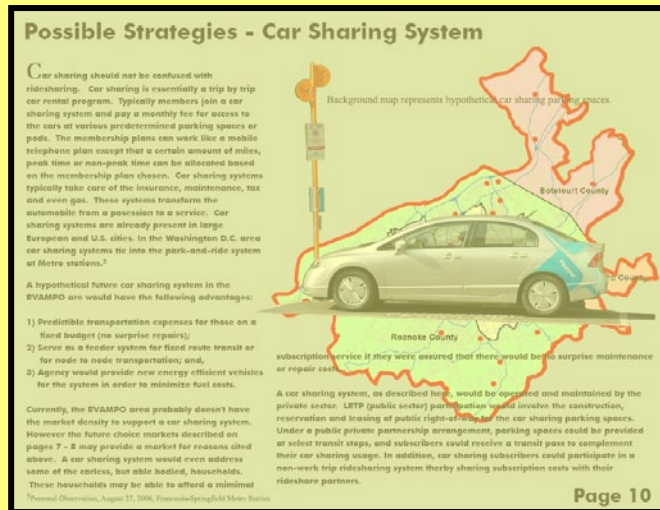 Possible Strategies - Car Sharing System
Car sharing should not be confused with
ridesharing. Car sharing is essentially a trip by trip
car rental program. Typically members join a car
sharing system and pay a monthly fee for access to
the cars at various predetermined parking spaces or
pods. The membership plans can work like a mobile
telephone plan except that a certain amount of miles,
peak time or non-peak time can be allocated based
on the membership plan chosen. Car sharing systems
typically take care of the insurance, maintenance, tax
and even gas. These systems transform the
automobile from a posession to a service. Car
sharing systems are already present in large
European and U.S. cities. In the Washington D.C. area
car sharing systems tie into the park-and-ride system
at Metro stations.⁵
A hypothetical future car sharing system in the
RVAMPO are would have the following advantages:
1) Predictible transportation expenses for those on a
fixed budget (no surprise repairs);
2) Serve as a feeder system for fixed route transit or
for node to node transportation; and,
3) Agency would provide new energy efficient vehicles
for the system in order to minimize fuel costs.
Currently, the RVAMPO area probably doesn't have
the market density to support a car sharing system.
However the future choice markets described on
pages 7 - 8 may provide a market for reasons cited
above. A car sharing system would even address
some of the carless, but able bodied, households.
These households may be able to afford a mimimal
⁵Personal Observation, August 27, 2006, Franconia-Springfield Metro Station
Background map represents hypothetical car sharing parking spaces.
Botetourt County
County
Roanoke County
subscription service if they were assured that there would be no surprise maintenance
or repair cost
A car sharing system, as described here, would be operated and maintained by the
private sector. LRTP (public sector) participation would involve the construction,
reservation and leasing of public right-of-way for the car sharing parking spaces.
Under a public private partnership arrangement, parking spaces could be provided
at select transit stops, and subscribers could receive a transit pass to complement
their car sharing usage. In addition, car sharing subscribers could participate in a
non-work trip ridesharing system therby sharing subscription costs with their
rideshare partners.
Page 10